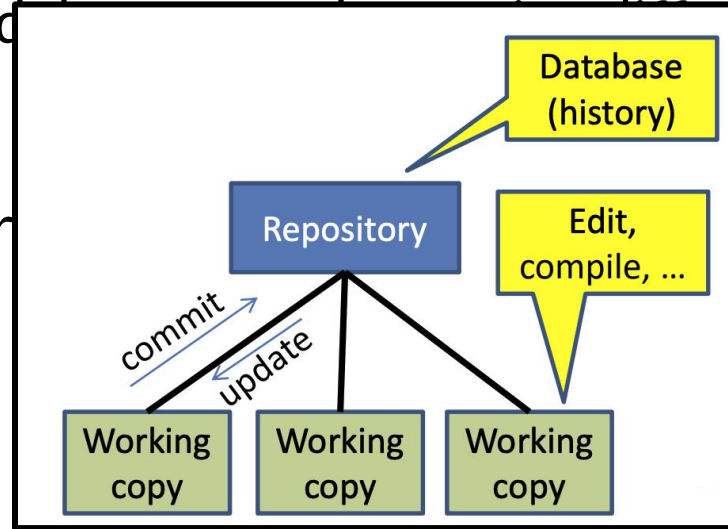 Database
(history)
Repository
Edit,
compile, ...
commit
update
Working
copy
Working
copy
Working
copy